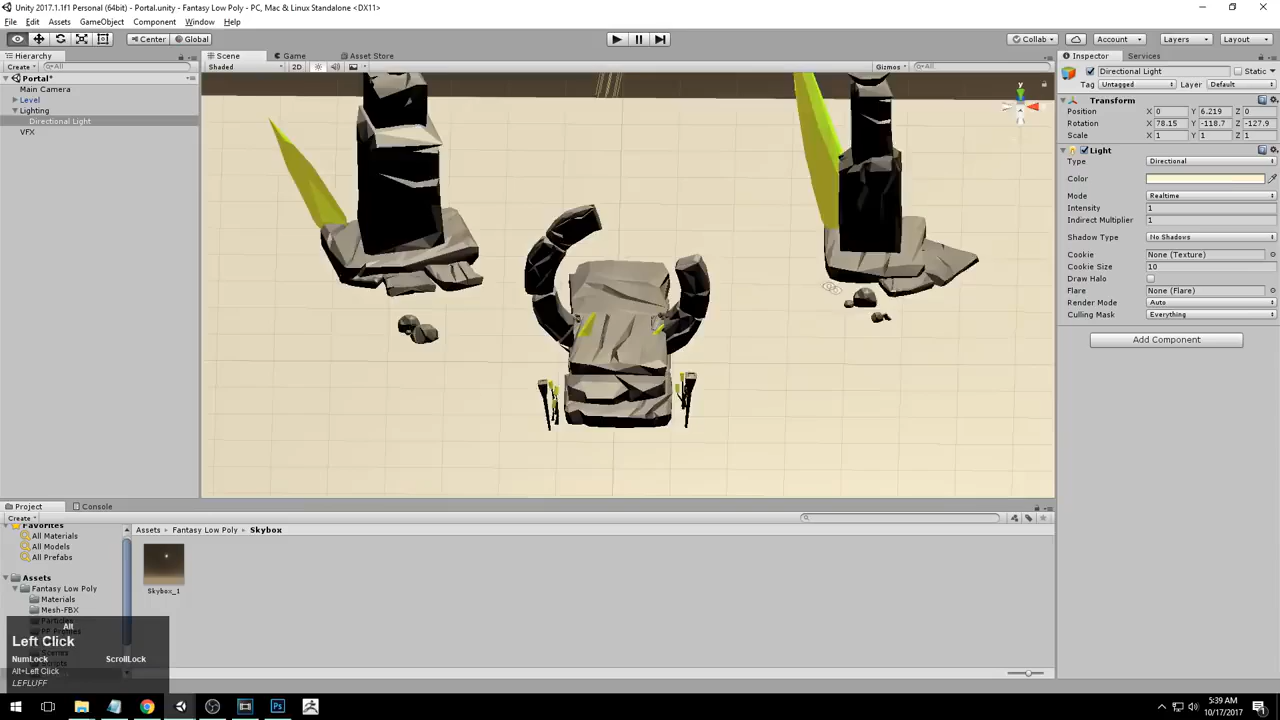 Unity 2017.1.1f1 Personal (64bit) - Portal.unity - Fantasy Low Poly - PC, Mac & Linux Standalone <DX11>
File Edit Assets GameObject Component Window Help
Center Global Collab Account Layers Layout
Hierarchy Scene Game Asset Store Inspector Services
Create All Shaded 2D Gizmos All
Directional Light Static
Tag Untagged Layer Default
Portal*
Main Camera
Level
Lighting
Directional Light
VFX
y
Transform
Position X 0 Y 6.219 Z 0
Rotation X 78.15 Y -118.7 Z -127.9
Scale X 1 Y 1 Z 1
Light
Type Directional
Color
Mode Realtime
Intensity 1
Indirect Multiplier 1
Shadow Type No Shadows
Cookie None (Texture)
Cookie Size 10
Draw Halo
Flare None (Flare)
Render Mode Auto
Culling Mask Everything
Add Component
Project Console
Create
Favorites
All Materials
All Models
All Prefabs
Assets
Fantasy Low Poly
Materials
Mesh-FBX
Assets Fantasy Low Poly Skybox
Skybox_1
Alt
Left Click
NumLock ScrollLock
Alt+Left Click
LEFLUFF
5:39 AM
10/17/2017